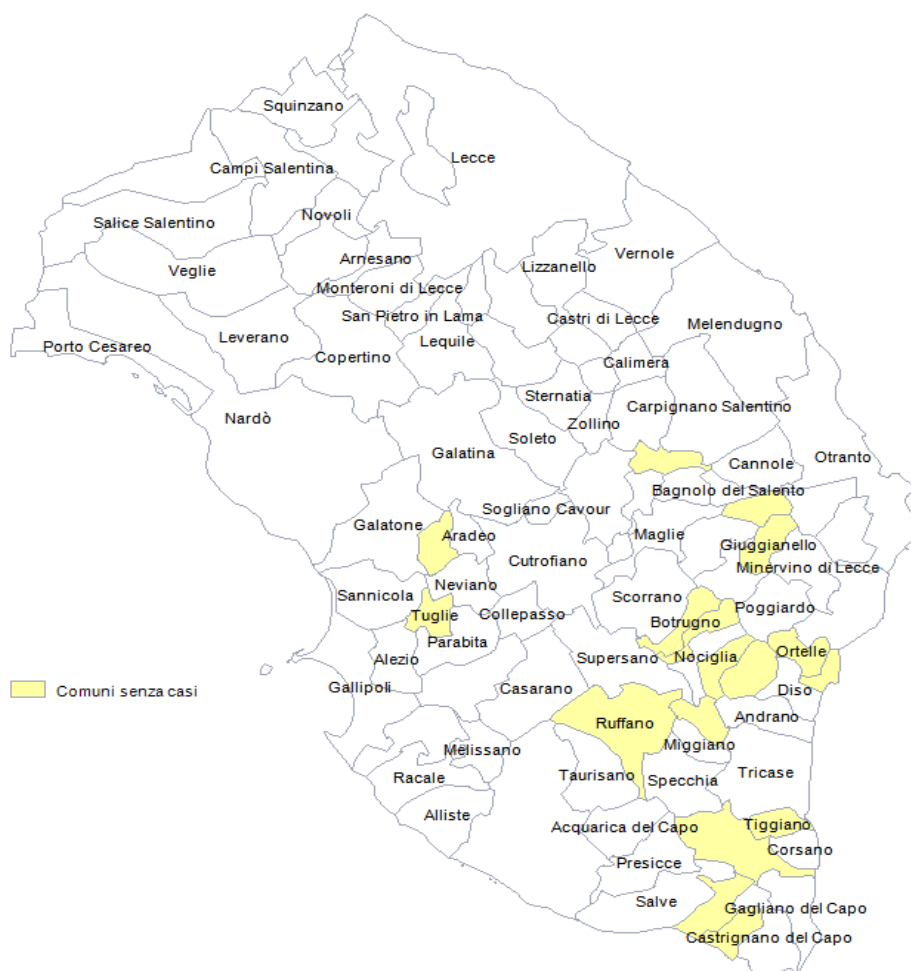 Squinzano
Lecce
Campi Salentina
Novoli
Salice Salentino
Vernole
Arnesano
Lizzanello
Veglie
Monteroni di Lecce
San Pietro in Lama
Castri di Lecce
Melendugno
Leverano
Lequile
Porto Cesareo
Copertino
Calimera
Sternatia
Carpignano Salentino
Nardò
Zollino
Soleto
Galatina
Otranto
Cannole
Bagnolo del Salento
Sogliano Cavour
Galatone
Aradeo
Maglie
Giuggianello
Cutrofiano
Minervino di Lecce
Neviano
Sannicola
Scorrano
Poggiardo
Tuglie
Collepasso
Botrugno
Parabita
Ortelle
Alezio
Supersano
Nociglia
Gallipoli
Casarano
Diso
Comuni senza casi
Andrano
Ruffano
Miggiano
Melissano
Tricase
Racale
Taurisano
Specchia
Alliste
Acquarica del Capo
Tiggiano
Corsano
Presicce
Salve
Gagliano del Capo
Castrignano del Capo